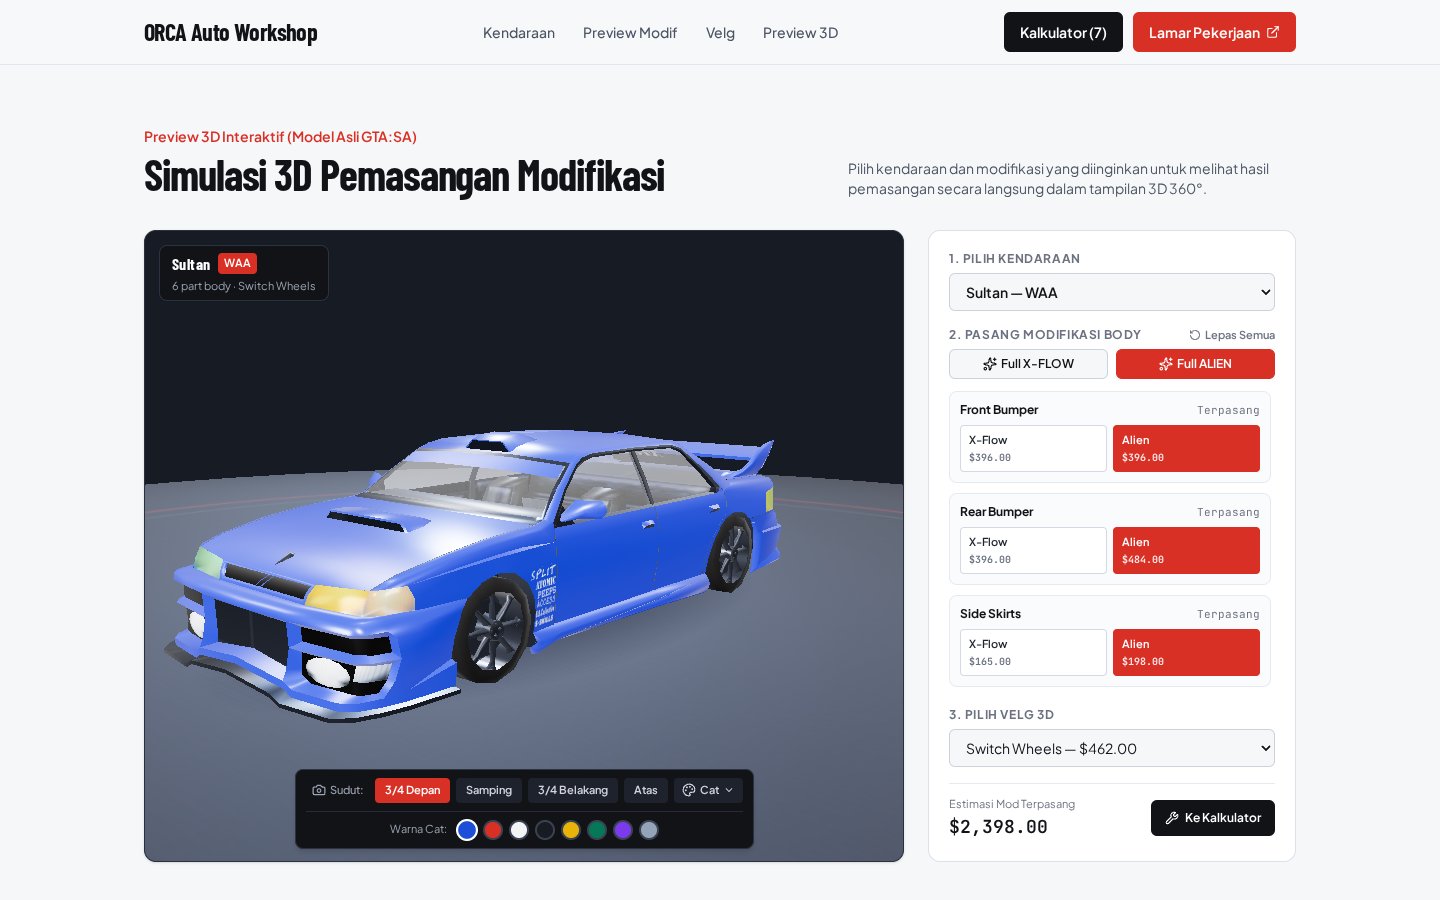 ORCA Auto Workshop
Kendaraan
Preview Modif
Velg
Preview 3D
Kalkulator (7)
Lamar Pekerjaan
Preview 3D Interaktif (Model Asli GTA:SA)
Simulasi 3D Pemasangan Modifikasi
Pilih kendaraan dan modifikasi yang diinginkan untuk melihat hasil
pemasangan secara langsung dalam tampilan 3D 360°.
Sultan WAA
6 part body · Switch Wheels
SPLIT
ATOMIC
PEEPS
ACCESS
Sudut:
3/4 Depan
Samping
3/4 Belakang
Atas
Cat
Warna Cat:
1. PILIH KENDARAAN
Sultan — WAA
2. PASANG MODIFIKASI BODY
Lepas Semua
Full X-FLOW
Full ALIEN
Front Bumper
Terpasang
X-Flow
$396.00
Alien
$396.00
Rear Bumper
Terpasang
X-Flow
$396.00
Alien
$484.00
Side Skirts
Terpasang
X-Flow
$165.00
Alien
$198.00
3. PILIH VELG 3D
Switch Wheels — $462.00
Estimasi Mod Terpasang
$2,398.00
Ke Kalkulator